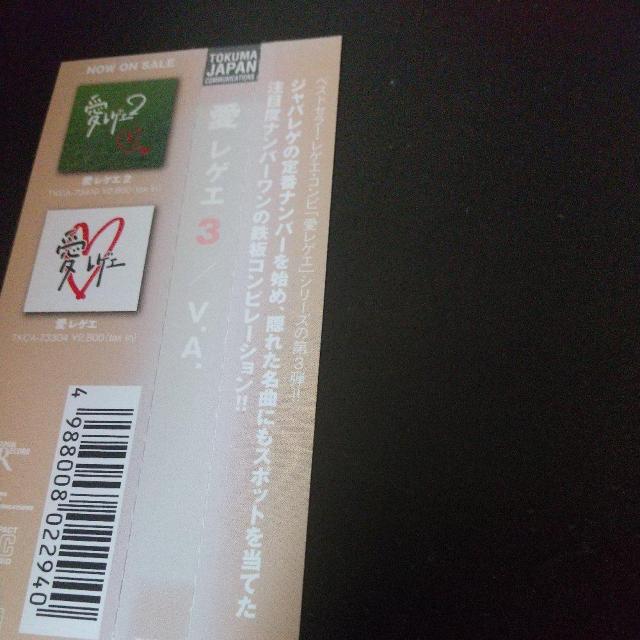 NOW ON SALE
TOKUMA
JAPAN
COMMUNICATIONS
愛レゲエ2
愛レゲエ
愛レゲエ
TKCA-73304 ¥2,800(tax in)
愛レゲエ3 / V.A.
ベストセラー・レゲエコンピ「愛レゲエ」シリーズの第3弾!!
ジャパレゲの定番ナンバーを始め、隠れた名曲にもスポットを当てた
注目度ナンバーワンの鉄板コンピレーション!!
4988008022940